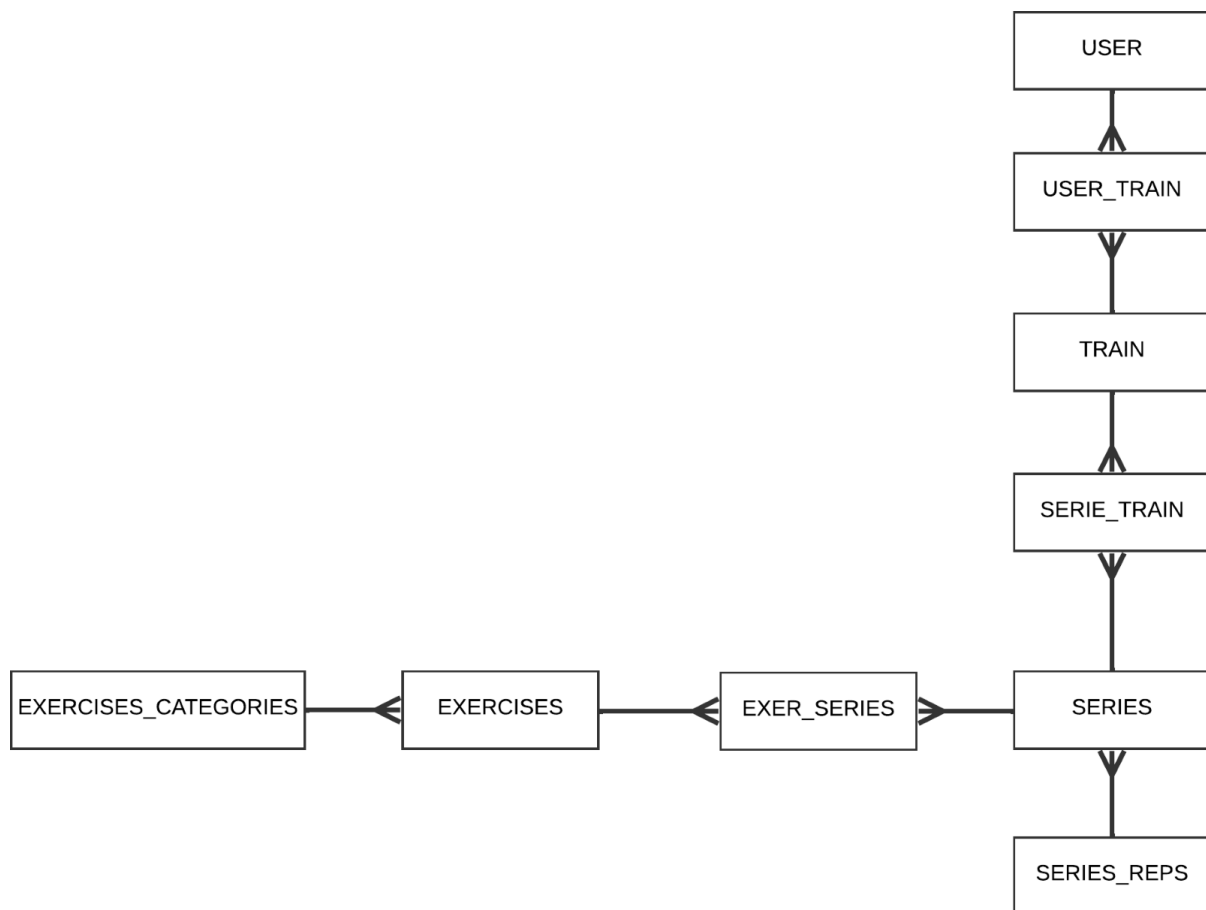 USER
USER_TRAIN
TRAIN
SERIE_TRAIN
EXERCISES_CATEGORIES
EXERCISES
EXER_SERIES
SERIES
SERIES_REPS